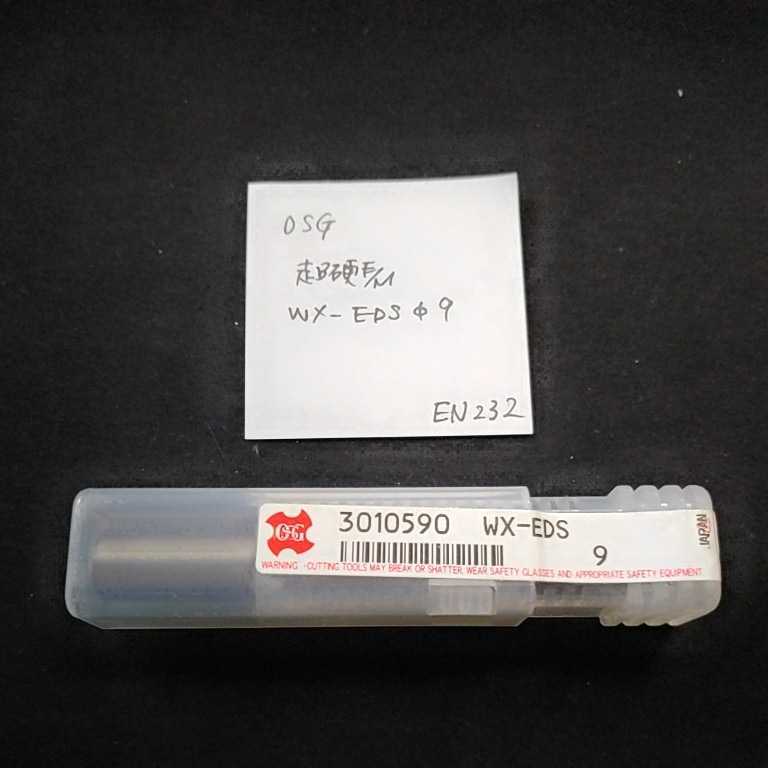 OSG
超硬E/M
WX-EDS φ9
EN232
OSG
3010590 WX-EDS
9
JAPAN
WARNING ・CUTTING TOOLS MAY BREAK OR SHATTER, WEAR SAFETY GLASSES AND APPROPRIATE SAFETY EQUIPMENT